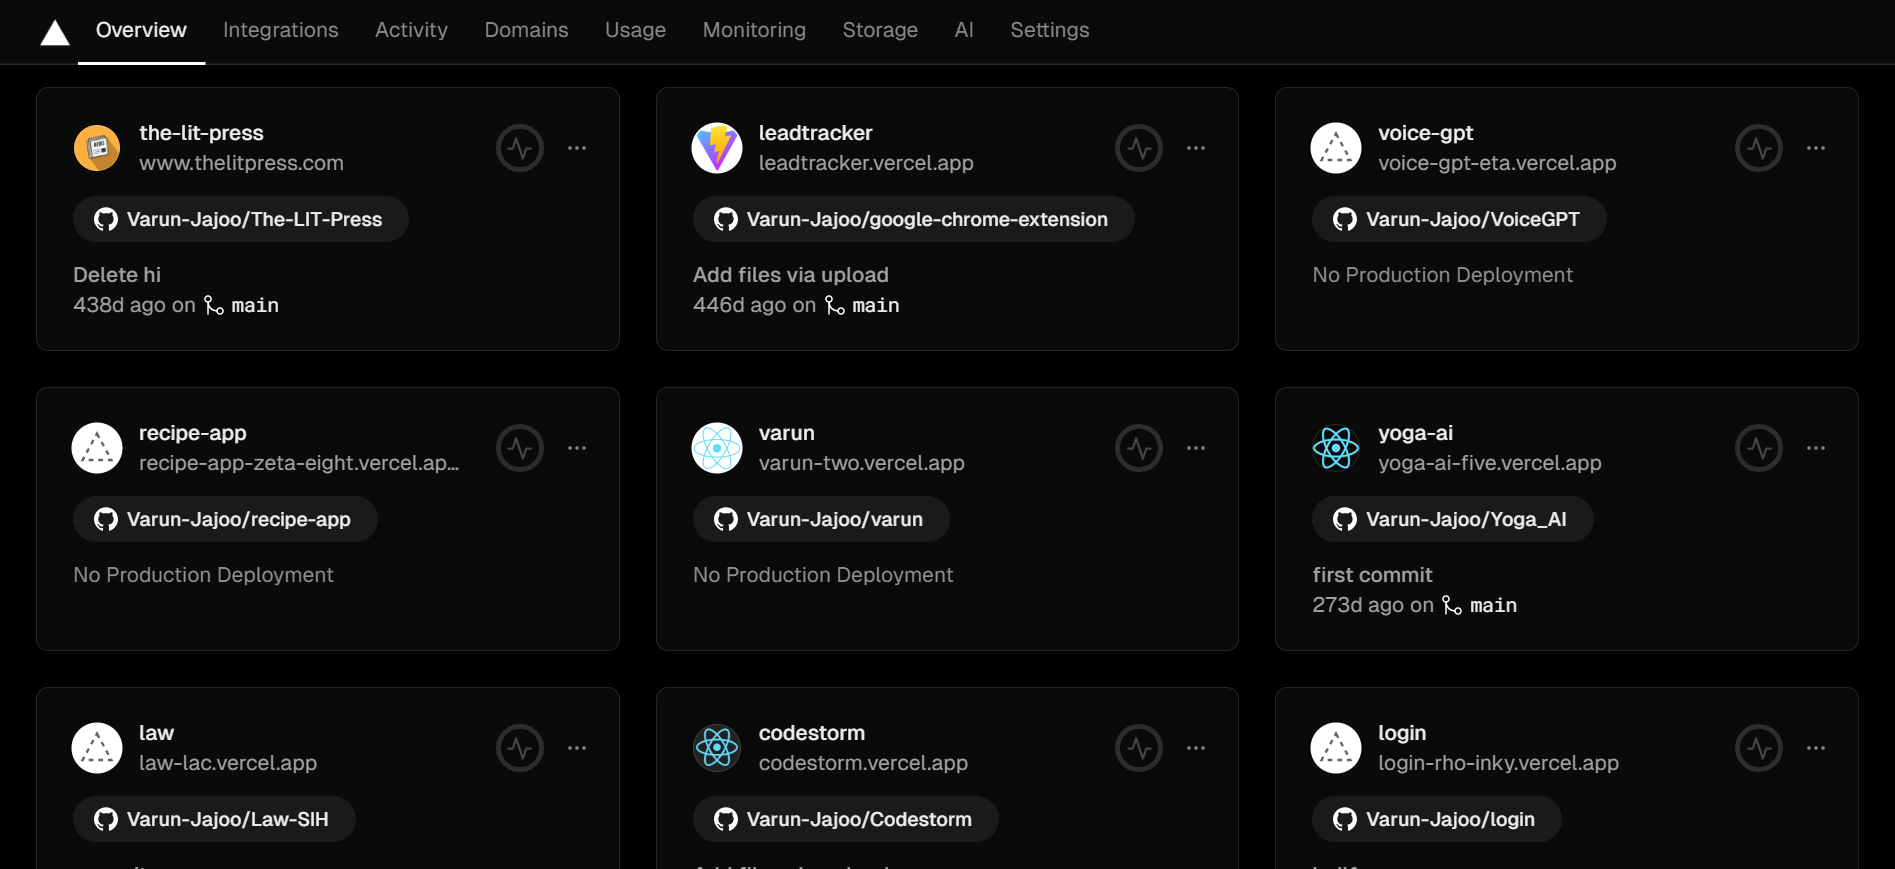 Overview Integrations Activity Domains Usage Monitoring Storage AI Settings
the-lit-press
www.thelitpress.com
Varun-Jajoo/The-LIT-Press
Delete hi
438d ago on main
leadtracker
leadtracker.vercel.app
Varun-Jajoo/google-chrome-extension
Add files via upload
446d ago on main
voice-gpt
voice-gpt-eta.vercel.app
Varun-Jajoo/VoiceGPT
No Production Deployment
recipe-app
recipe-app-zeta-eight.vercel.ap...
Varun-Jajoo/recipe-app
No Production Deployment
varun
varun-two.vercel.app
Varun-Jajoo/varun
No Production Deployment
yoga-ai
yoga-ai-five.vercel.app
Varun-Jajoo/Yoga_AI
first commit
273d ago on main
law
law-lac.vercel.app
Varun-Jajoo/Law-SIH
codestorm
codestorm.vercel.app
Varun-Jajoo/Codestorm
login
login-rho-inky.vercel.app
Varun-Jajoo/login